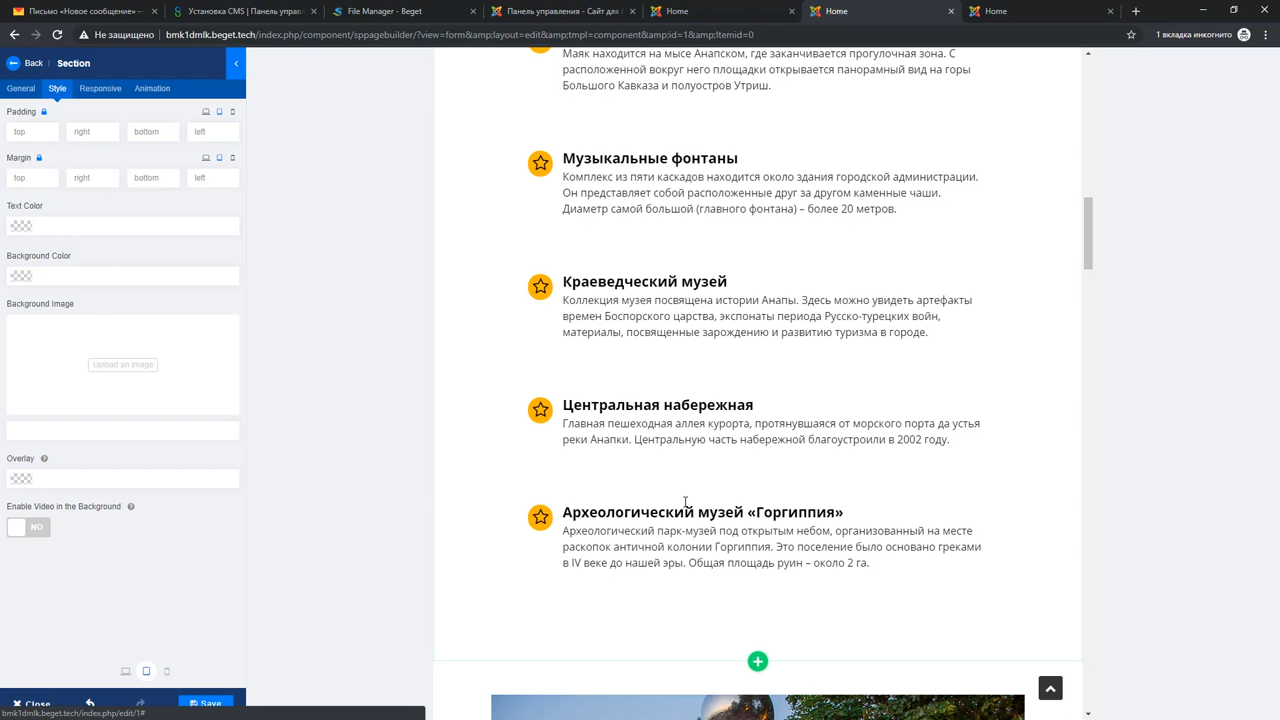 Письмо «Новостройки» —
Установка CMS
Панель управ
Панель - CMS Manager
Панель для С
Home
Home
Home
Не защищено
bmk1dmlk.beget.tech/component/sppagebuilder/?view=form&amp;layout=edit&amp;tmpl=component&amp;id=1&amp;Itemid=0
1 вкладка инкогнито
Back
Section
General
Style
Responsive
Animation
Padding
top
right
bottom
left
Margin
top
right
bottom
left
Text Color
Background Color
Background Image
Upload an image
Overlay
Enable Video in the Background
NO
Close
Save
bmk1dmlk.beget.tech/index.php/edit/1#
Маяк находится на мысе Анапском, где заканчивается прогулочная зона. С
расположенной вокруг него площадки открывается панорамный вид на горы
Большого Кавказа и полуостров Утриш.
Музыкальные фонтаны
Комплекс из пяти каскадов находится около здания городской администрации.
Он представляет собой расположенные друг за другом каменные чаши.
Диаметр самой большой (главного фонтана) – более 20 метров.
Краеведческий музей
Коллекция музея посвящена истории Анапы. Здесь можно увидеть артефакты
времен Боспорского царства, экспонаты периода Русско-турецких войн,
материалы, посвященные зарождению и развитию туризма в городе.
Центральная набережная
Главная пешеходная аллея курорта, протянувшаяся от морского порта да устья
реки Анапки. Центральную часть набережной благоустроили в 2002 году.
Археологический музей «Горгиппия»
Археологический парк-музей под открытым небом, организованный на месте
раскопок античной колонии Горгиппия. Это поселение было основано греками
в IV веке до нашей эры. Общая площадь руин – около 2 га.